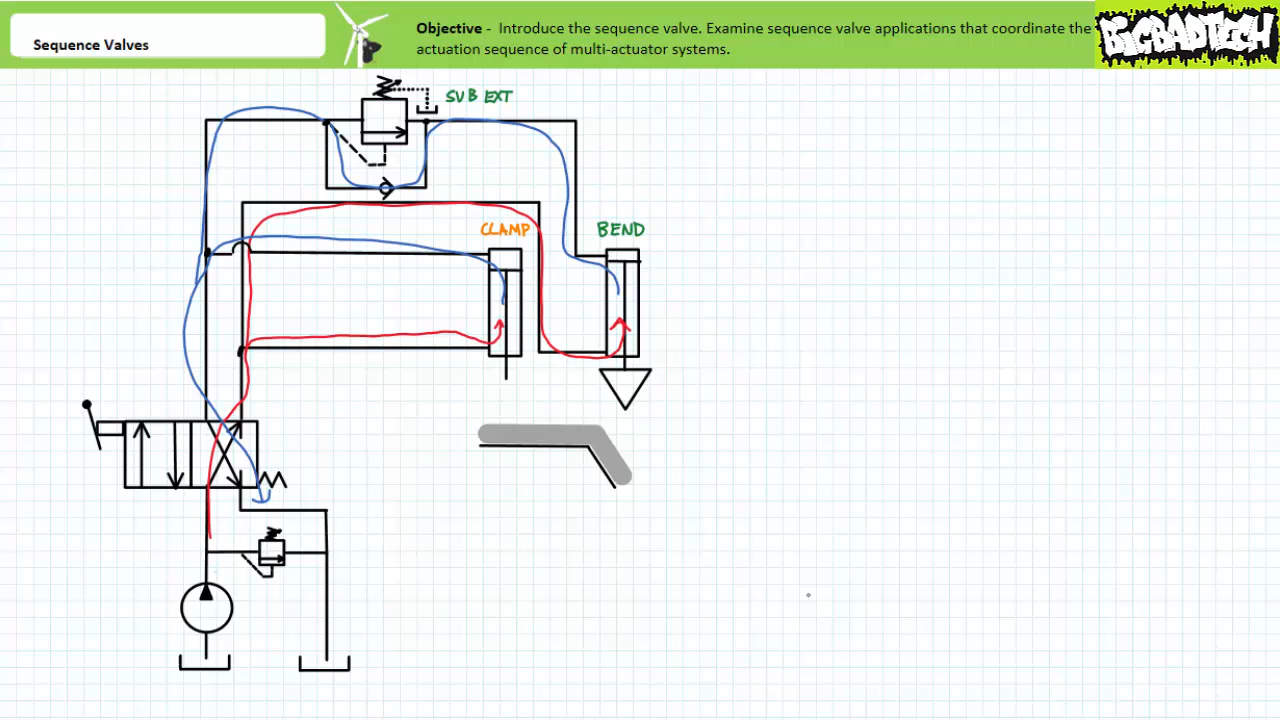 Sequence Valves
Objective - Introduce the sequence valve. Examine sequence valve applications that coordinate the
actuation sequence of multi-actuator systems.
BIGBADTECH
SUB EXT
CLAMP
BEND